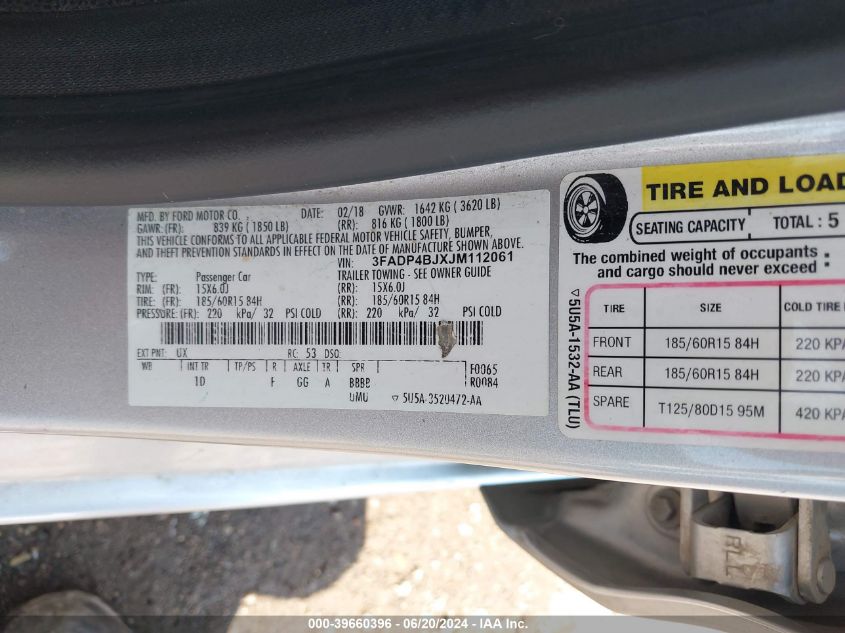 MFD. BY FORD MOTOR CO. DATE: 02/18 GVWR: 1642 KG ( 3620 LB)
GAWR: (FR): 839 KG ( 1850 LB) (RR): 816 KG ( 1800 LB)
THIS VEHICLE CONFORMS TO ALL APPLICABLE FEDERAL MOTOR VEHICLE SAFETY, BUMPER,
AND THEFT PREVENTION STANDARDS IN EFFECT ON THE DATE OF MANUFACTURE SHOWN ABOVE.
VIN: 3FADP4BJXJM112061
TYPE: Passenger Car TRAILER TOWING - SEE OWNER GUIDE
RIM: (FR): 15X6.0J (RR): 15X6.0J
TIRE: (FR): 185/60R15 84H (RR): 185/60R15 84H
PRESSURE: (FR): 220 kPa/ 32 PSI COLD (RR): 220 kPa/ 32 PSI COLD
EXT PNT: UX RC: 53 DSO:
WB INT TR TP/PS R AXLE TR SPR F0065
1D F GG A BBBB R0084
UMU ▽ 5U5A-3520472-AA
TIRE AND LOAD
SEATING CAPACITY TOTAL : 5
The combined weight of occupants :
and cargo should never exceed :
TIRE SIZE COLD TIRE
FRONT 185/60R15 84H 220 KPA
REAR 185/60R15 84H 220 KPA
SPARE T125/80D15 95M 420 KPA
▽ 5U5A-1532-AA (TLU)
000-39660396 - 06/20/2024 - IAA Inc.